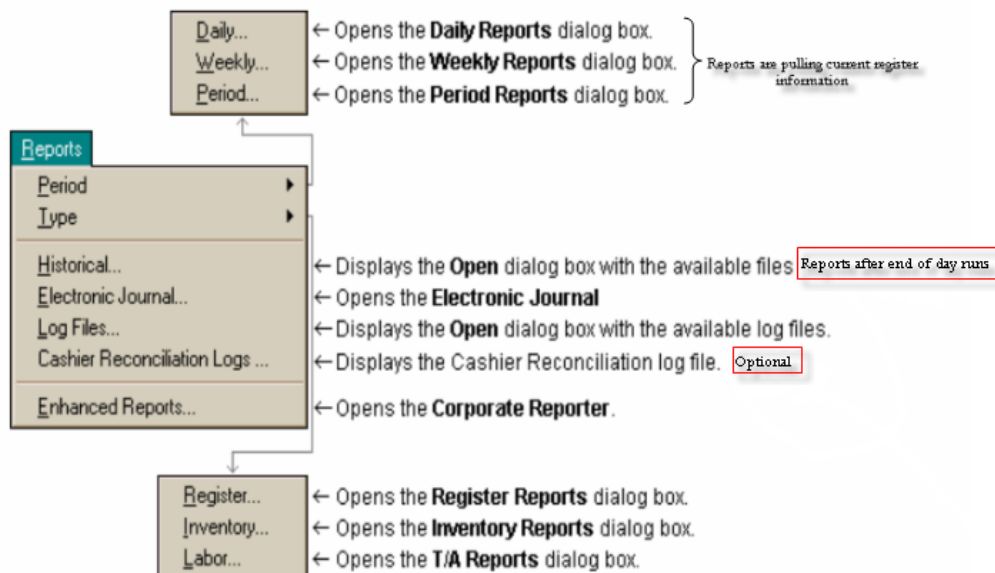 Daily... ← Opens the Daily Reports dialog box.
Weekly... ← Opens the Weekly Reports dialog box.
Period... ← Opens the Period Reports dialog box.
Reports are pulling current register
information
Reports
Period
Type
Historical... ← Displays the Open dialog box with the available files Reports after end of day runs
Electronic Journal... ← Opens the Electronic Journal
Log Files... ← Displays the Open dialog box with the available log files.
Cashier Reconciliation Logs ... ← Displays the Cashier Reconciliation log file. Optional
Enhanced Reports... ← Opens the Corporate Reporter.
Register... ← Opens the Register Reports dialog box.
Inventory... ← Opens the Inventory Reports dialog box.
Labor... ← Opens the T/A Reports dialog box.